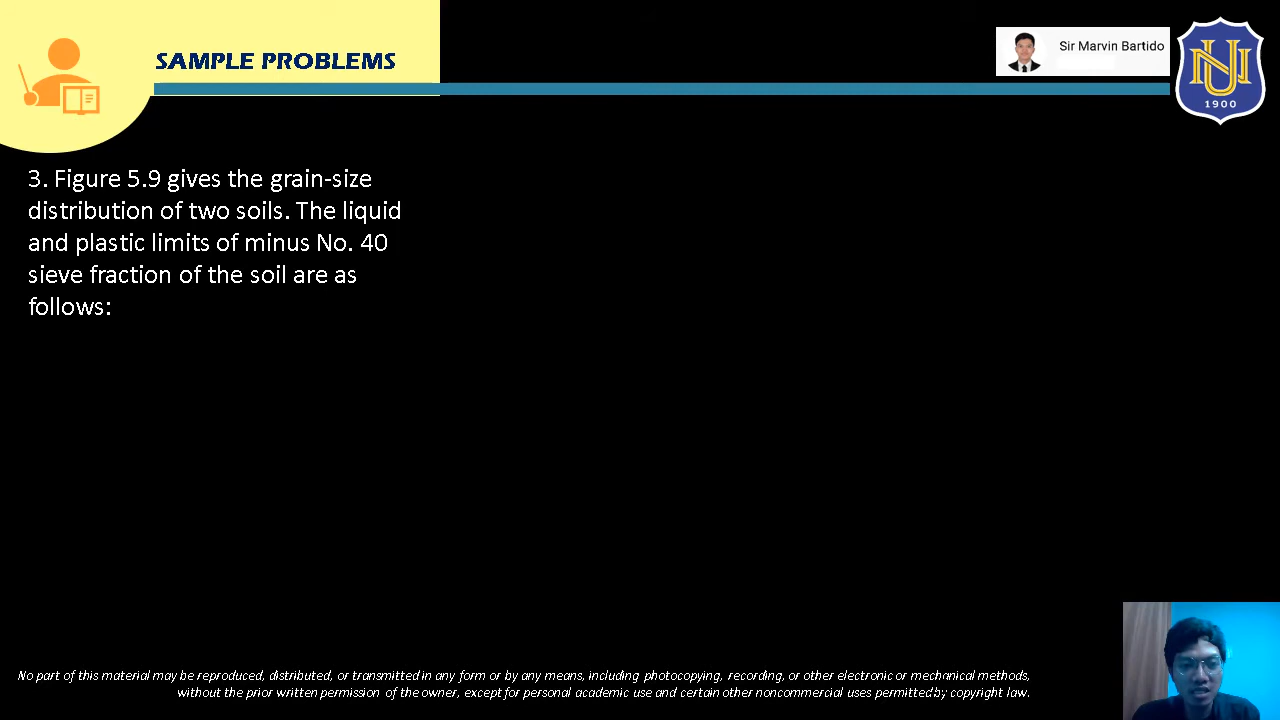 SAMPLE PROBLEMS
Sir Marvin Bartido
NU
1900
3. Figure 5.9 gives the grain-size
distribution of two soils. The liquid
and plastic limits of minus No. 40
sieve fraction of the soil are as
follows:
No part of this material may be reproduced, distributed, or transmitted in any form or by any means, including photocopying, recording, or other electronic or mechanical methods,
without the prior written permission of the owner, except for personal academic use and certain other noncommercial uses permitted by copyright law.